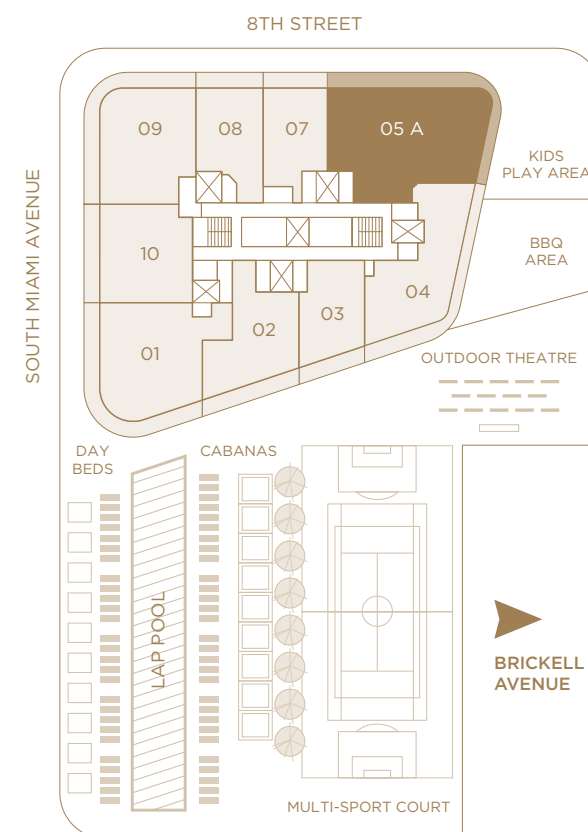 8TH STREET
SOUTH MIAMI AVENUE
09
08
07
05 A
KIDS
PLAY AREA
BBQ
AREA
10
04
03
02
01
OUTDOOR THEATRE
DAY
BEDS
CABANAS
LAP POOL
BRICKELL
AVENUE
MULTI-SPORT COURT